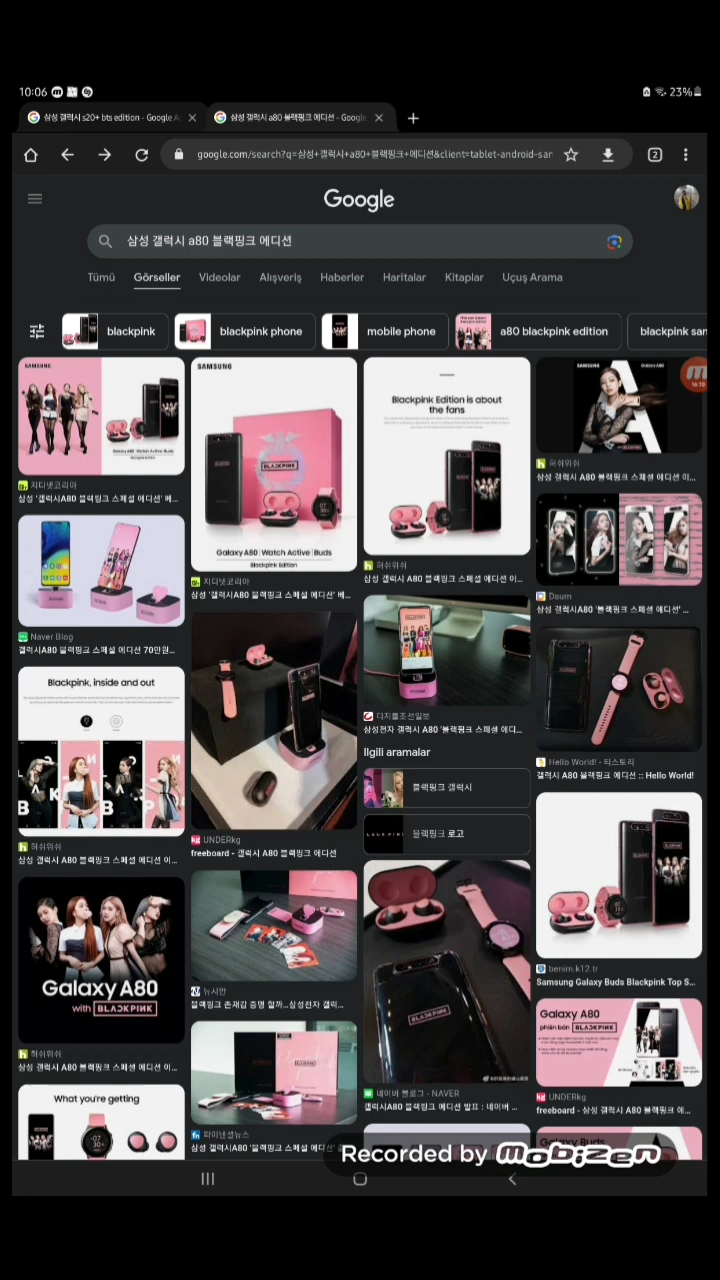 10:06
23%
삼성 갤럭시 s20+ bts edition - Google A
삼성 갤럭시 a80 블랙핑크 에디션 - Google
google.com/search?q=삼성+갤럭시+a80+블랙핑크+에디션&client=tablet-android-sam
2
Google
삼성 갤럭시 a80 블랙핑크 에디션
Tümü
Görseller
Videolar
Alışveriş
Haberler
Haritalar
Kitaplar
Uçuş Arama
blackpink
blackpink phone
mobile phone
a80 blackpink edition
blackpink sam
SAMSUNG
Galaxy A80 | Watch Active | Buds
지디넷코리아
삼성 '갤럭시A80 블랙핑크 스페셜 에디션' 베...
SAMSUNG
BLACKPINK
Galaxy A80 | Watch Active | Buds
Blackpink Edition
지디넷코리아
삼성 '갤럭시A80 블랙핑크 스페셜 에디션' 베...
Blackpink Edition is about
the fans
허쉬위쉬
삼성 갤럭시 A80 블랙핑크 스페셜 에디션 이...
SAMSUNG
Galaxy A80
허쉬위쉬
삼성 갤럭시 A80 블랙핑크 스페셜 에디션 이...
Naver Blog
갤럭시A80 블랙핑크 스페셜 에디션 70만원...
디지틀조선일보
삼성전자 갤럭시 A80 '블랙핑크 스페셜 에디...
Daum
삼성 갤럭시A80 '블랙핑크 스페셜 에디션' ...
Blackpink, inside and out
허쉬위쉬
삼성 갤럭시 A80 블랙핑크 스페셜 에디션 이...
UNDERkg
freeboard - 갤럭시 A80 블랙핑크 에디션
İlgili aramalar
블랙핑크 갤럭시
블랙핑크 로고
Hello World! - 티스토리
갤럭시 A80 블랙핑크 에디션 :: Hello World!
Galaxy A80
with BLACKPINK
허쉬위쉬
삼성 갤럭시 A80 블랙핑크 스페셜 에디션 이...
뉴시안
블랙핑크 존재감 증명 할까...삼성전자 갤럭...
BLACKPINK
네이버 블로그 - NAVER
갤럭시A80 블랙핑크 에디션 발표 : 네이버 ...
benim.k12.tr
Samsung Galaxy Buds Blackpink Top S...
Galaxy A80
phiên bản BLACKPINK
UNDERkg
freeboard - 삼성 갤럭시 A80 블랙핑크 에...
What you're getting
파이낸셜뉴스
삼성 갤럭시A80 '블랙핑크 스페셜 에디션' 출
Galaxy Buds
Recorded by mobizen